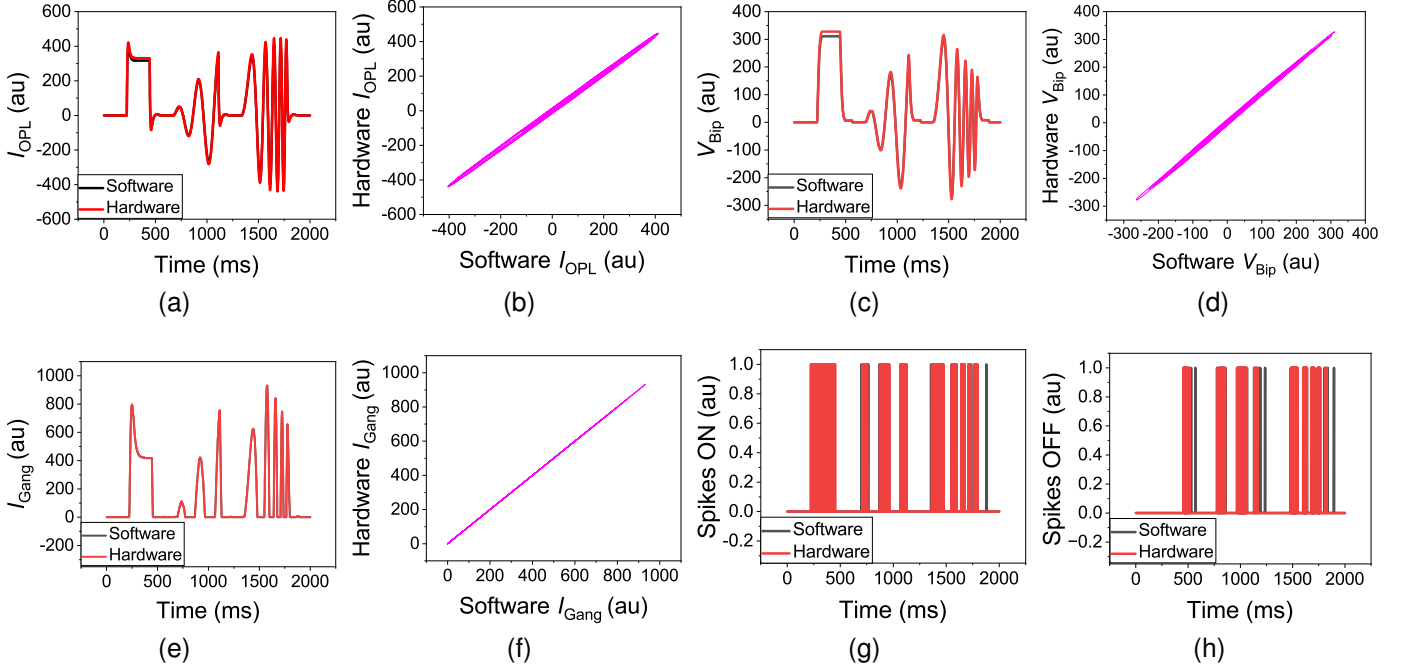 600
400
200
0
-200
-400
-600
I_OPL (au)
Software
Hardware
0
500
1000
1500
2000
Time (ms)
(a)
600
400
200
0
-200
-400
-600
Hardware I_OPL (au)
-400
-200
0
200
400
Software I_OPL (au)
(b)
400
300
200
100
0
-100
-200
-300
V_Bip (au)
Software
Hardware
0
500
1000
1500
2000
Time (ms)
(c)
400
300
200
100
0
-100
-200
-300
Hardware V_Bip (au)
-300
-200
-100
0
100
200
300
400
Software V_Bip (au)
(d)
1000
800
600
400
200
0
-200
I_Gang (au)
Software
Hardware
0
500
1000
1500
2000
Time (ms)
(e)
1000
800
600
400
200
0
Hardware I_Gang (au)
0
200
400
600
800
1000
Software I_Gang (au)
(f)
1.0
0.8
0.6
0.4
0.2
0.0
-0.2
Spikes ON (au)
Software
Hardware
0
500
1000
1500
2000
Time (ms)
(g)
1.0
0.8
0.6
0.4
0.2
0.0
−0.2
Spikes OFF (au)
Software
Hardware
0
500
1000
1500
2000
Time (ms)
(h)